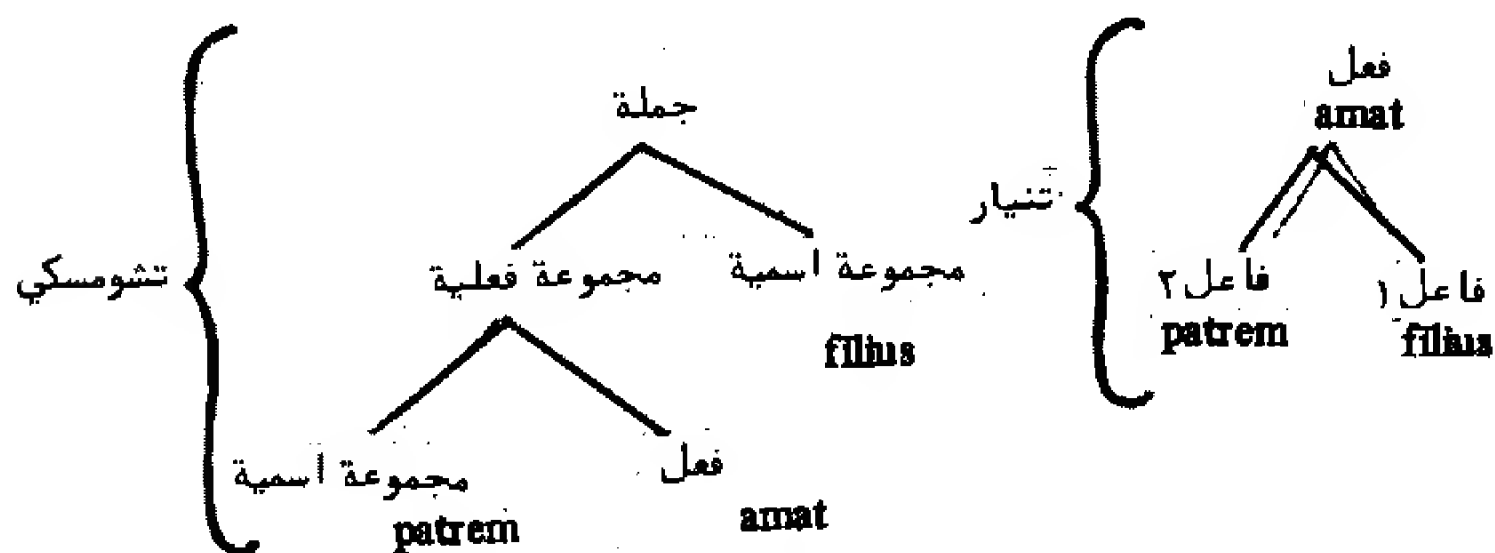 تنيار
فعل
amat
فاعل١
filius
فاعل٢
patrem
تشومسكي
جملة
مجموعة اسمية
filius
مجموعة فعلية
فعل
amat
مجموعة اسمية
patrem